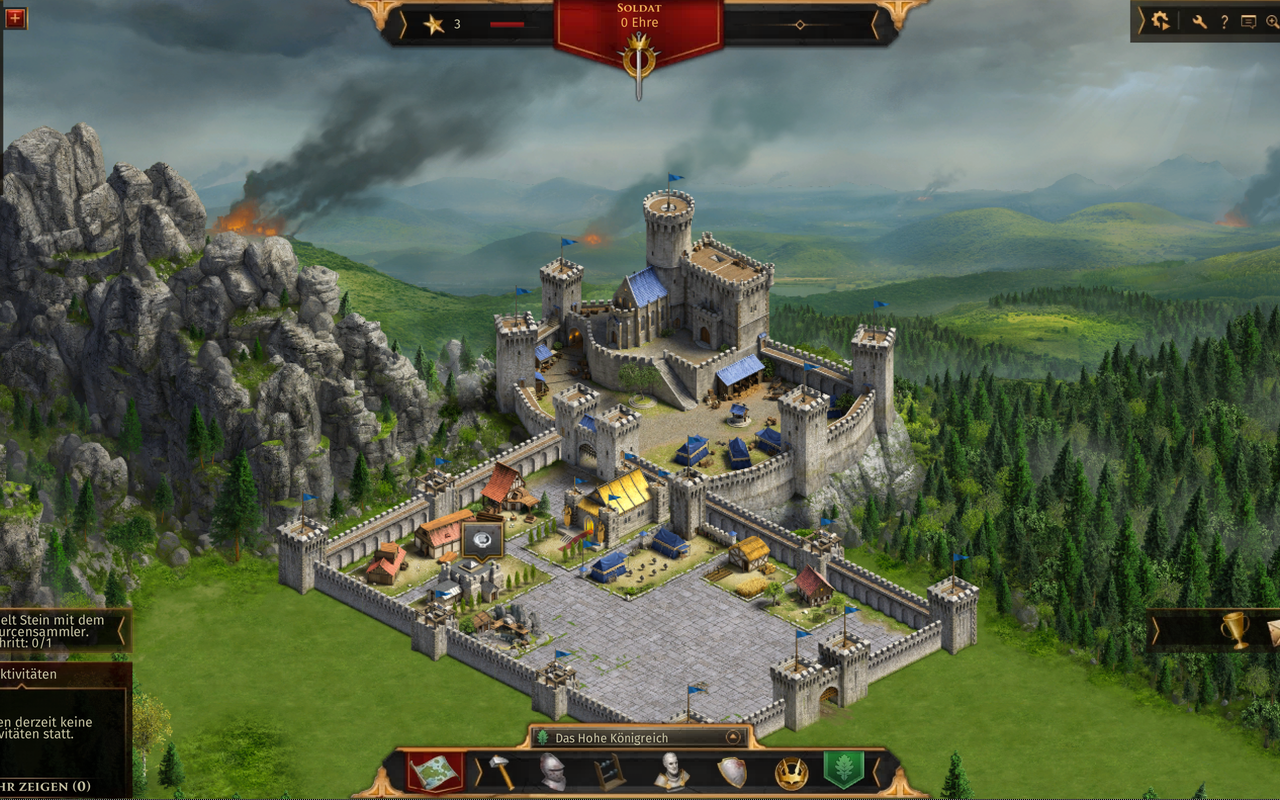 SOLDAT
0 Ehre
3
?
elt Stein mit dem
urcensammler.
hritt: 0/1
ktivitäten
en derzeit keine
vitäten statt.
HR ZEIGEN (0)
Das Hohe Königreich